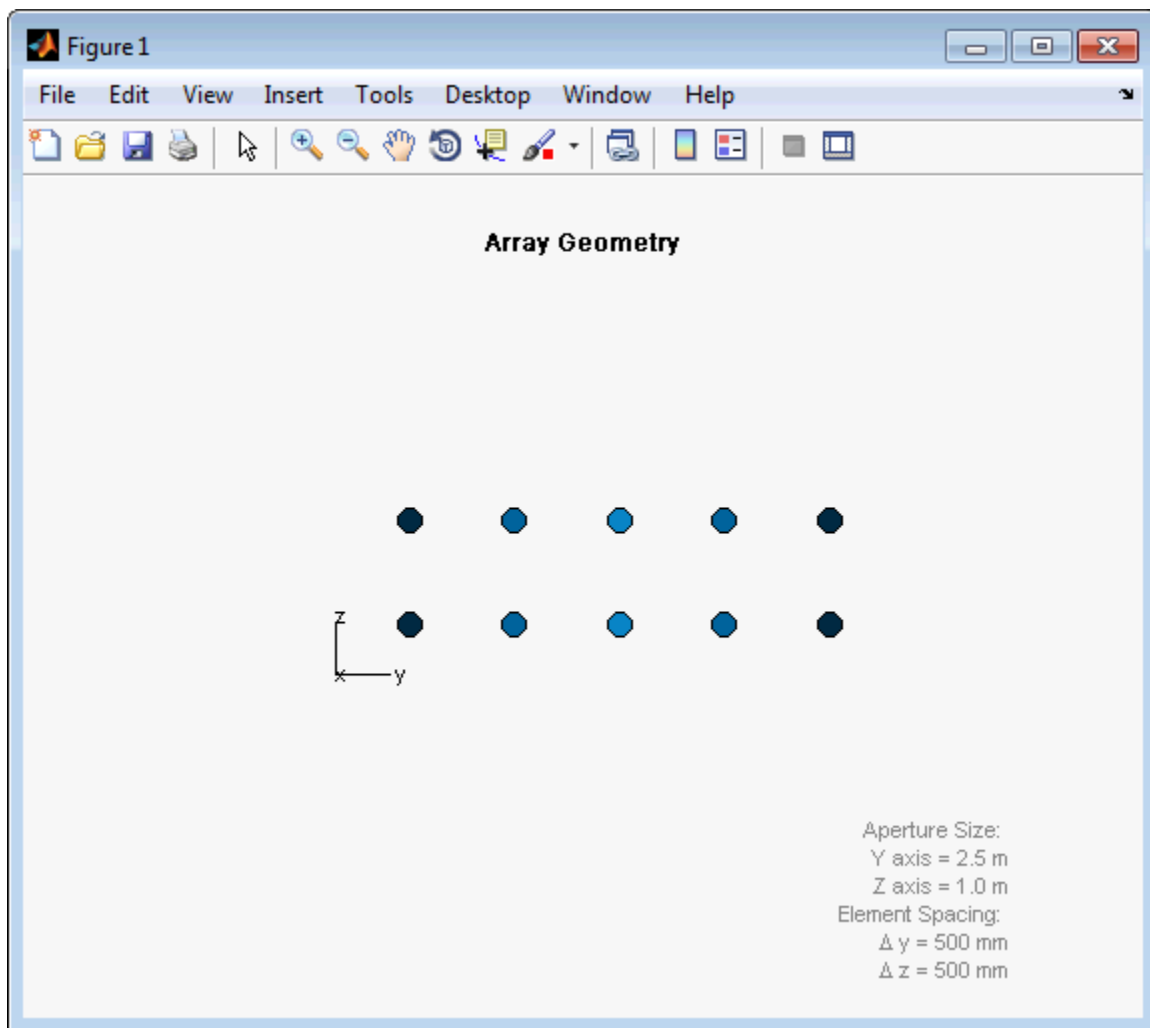 Figure 1
File Edit View Insert Tools Desktop Window Help
Array Geometry
z
x y
Aperture Size:
Y axis = 2.5 m
Z axis = 1.0 m
Element Spacing:
Δ y = 500 mm
Δ z = 500 mm